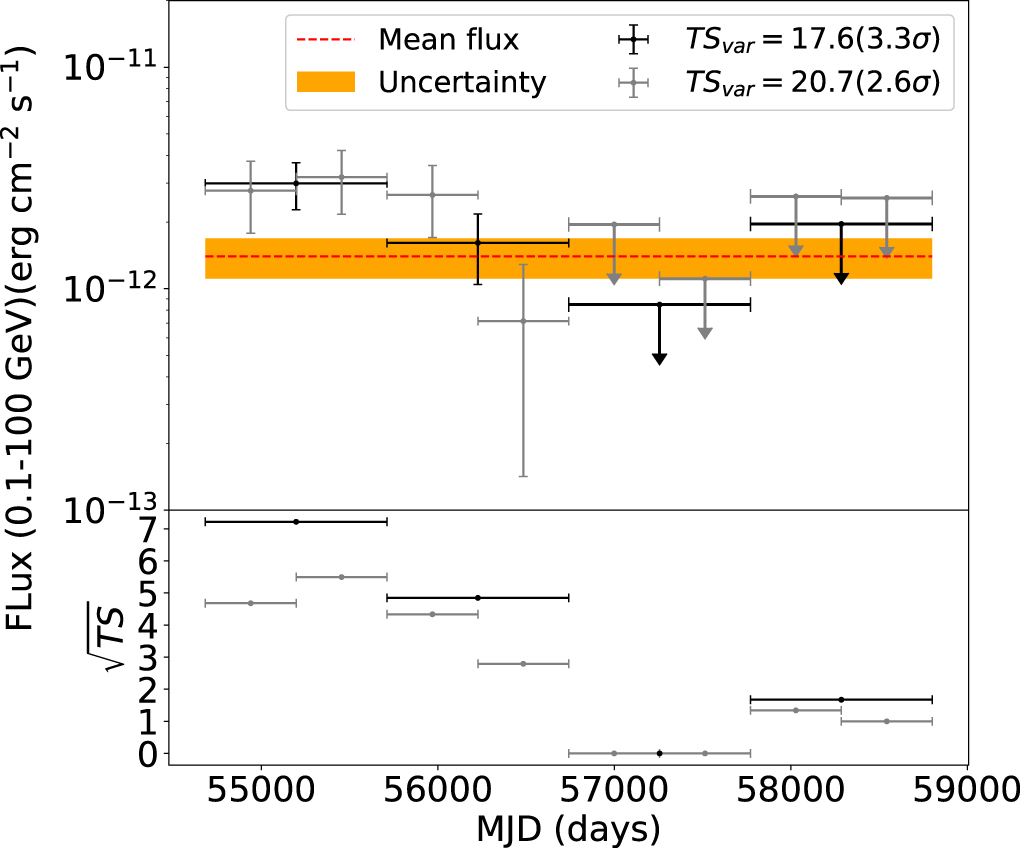 Mean flux
Uncertainty
TSvar = 17.6(3.3σ)
TSvar = 20.7(2.6σ)
FLux (0.1-100 GeV)(erg cm−2 s−1)
10−11
10−12
10−13
√TS
7
6
5
4
3
2
1
0
55000 56000 57000 58000 59000
MJD (days)